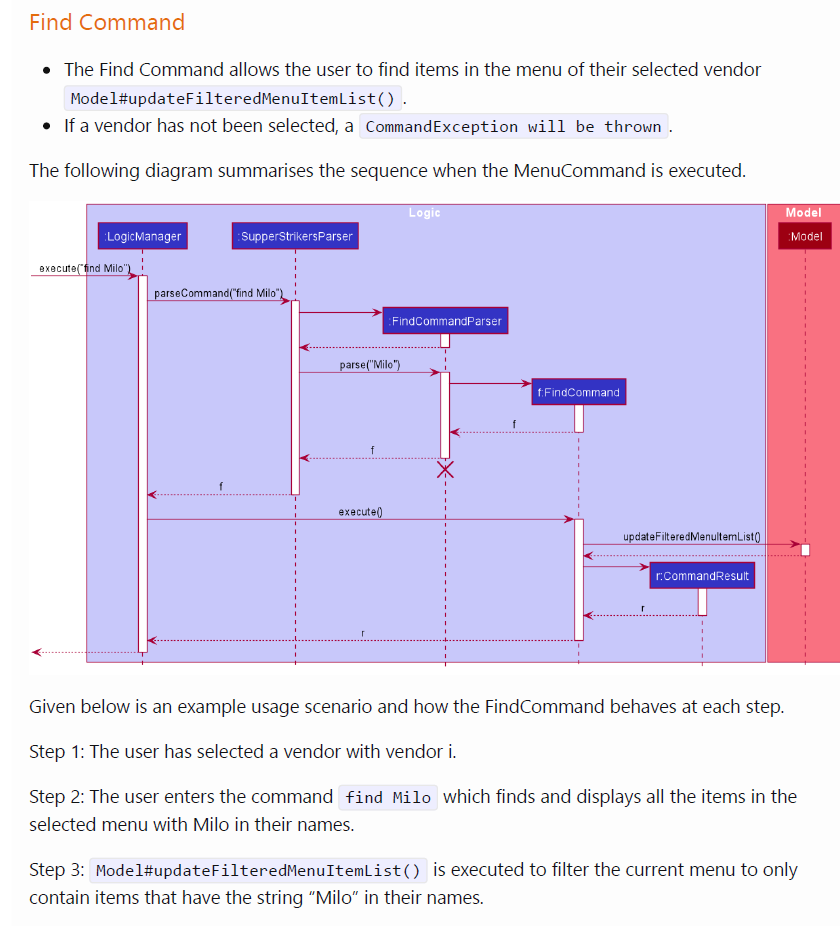 Find Command
The Find Command allows the user to find items in the menu of their selected vendor
Model#updateFilteredMenuItemList() .
If a vendor has not been selected, a CommandException will be thrown .
The following diagram summarises the sequence when the MenuCommand is executed.
Logic
Model
:LogicManager
:SupperStrikersParser
:Model
execute("find Milo")
parseCommand("find Milo")
:FindCommandParser
parse("Milo")
f:FindCommand
f
f
f
execute()
updateFilteredMenuItemList()
r:CommandResult
r
r
Given below is an example usage scenario and how the FindCommand behaves at each step.
Step 1: The user has selected a vendor with vendor i.
Step 2: The user enters the command find Milo which finds and displays all the items in the
selected menu with Milo in their names.
Step 3: Model#updateFilteredMenuItemList() is executed to filter the current menu to only
contain items that have the string “Milo” in their names.